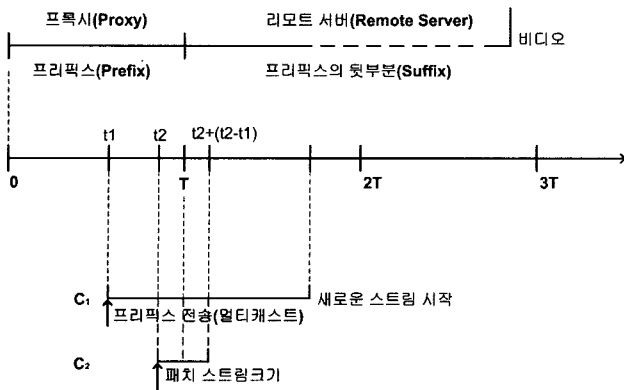 프록시(Proxy)
리모트 서버(Remote Server)
비디오
프리픽스(Prefix)
프리픽스의 뒷부분(Suffix)
t1
t2
t2+(t2-t1)
0
T
2T
3T
C1
새로운 스트림 시작
프리픽스 전송(멀티캐스트)
C2
패치 스트림크기